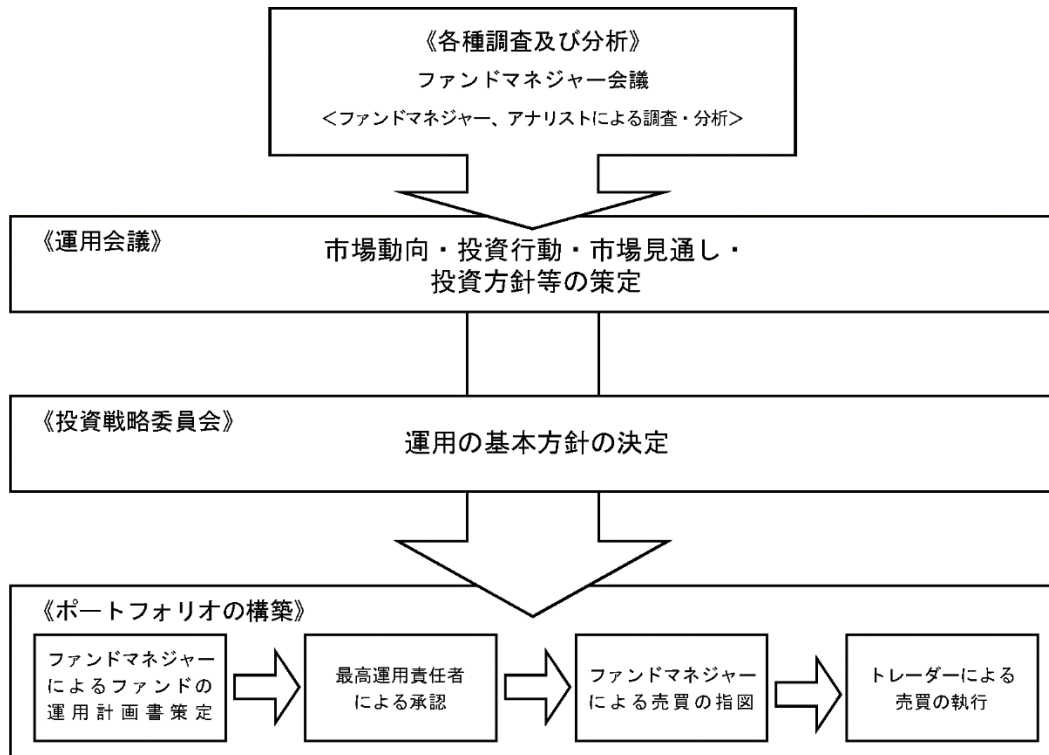 《各種調査及び分析》
ファンドマネジャー会議
＜ファンドマネジャー、アナリストによる調査・分析＞
《運用会議》
市場動向・投資行動・市場見通し・
投資方針等の策定
《投資戦略委員会》
運用の基本方針の決定
《ポートフォリオの構築》
ファンドマネジャー
によるファンドの
運用計画書策定
最高運用責任者
による承認
ファンドマネジャー
による売買の指図
トレーダーによる
売買の執行